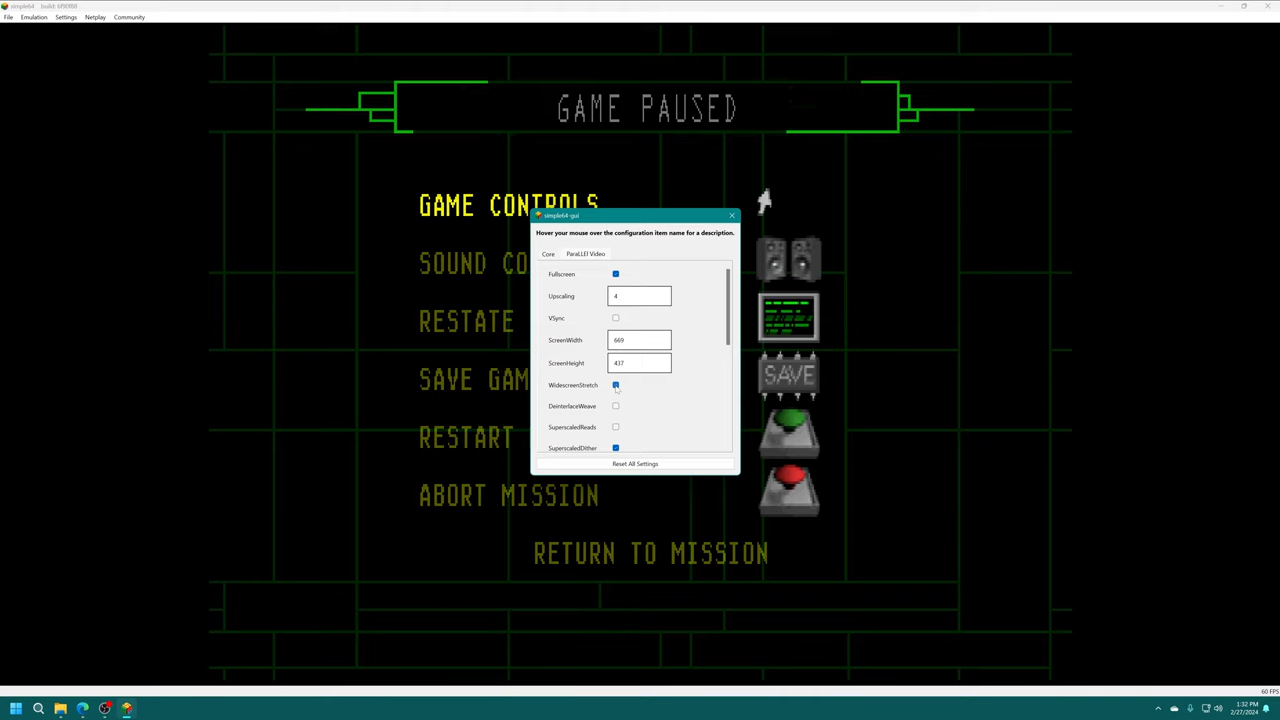 simple64 build: 6f90f88
File Emulation Settings Netplay Community
GAME PAUSED
GAME CONTROLS
SOUND CO
RESTATE
SAVE GAM
RESTART
ABORT MISSION
RETURN TO MISSION
SAVE
simple64-gui
Hover your mouse over the configuration item name for a description.
Core ParaLLEl Video
Fullscreen
Upscaling 4
VSync
ScreenWidth 669
ScreenHeight 437
WidescreenStretch
DeinterlaceWeave
SuperscaledReads
SuperscaledDither
Reset All Settings
60 FPS
1:32 PM
2/27/2024